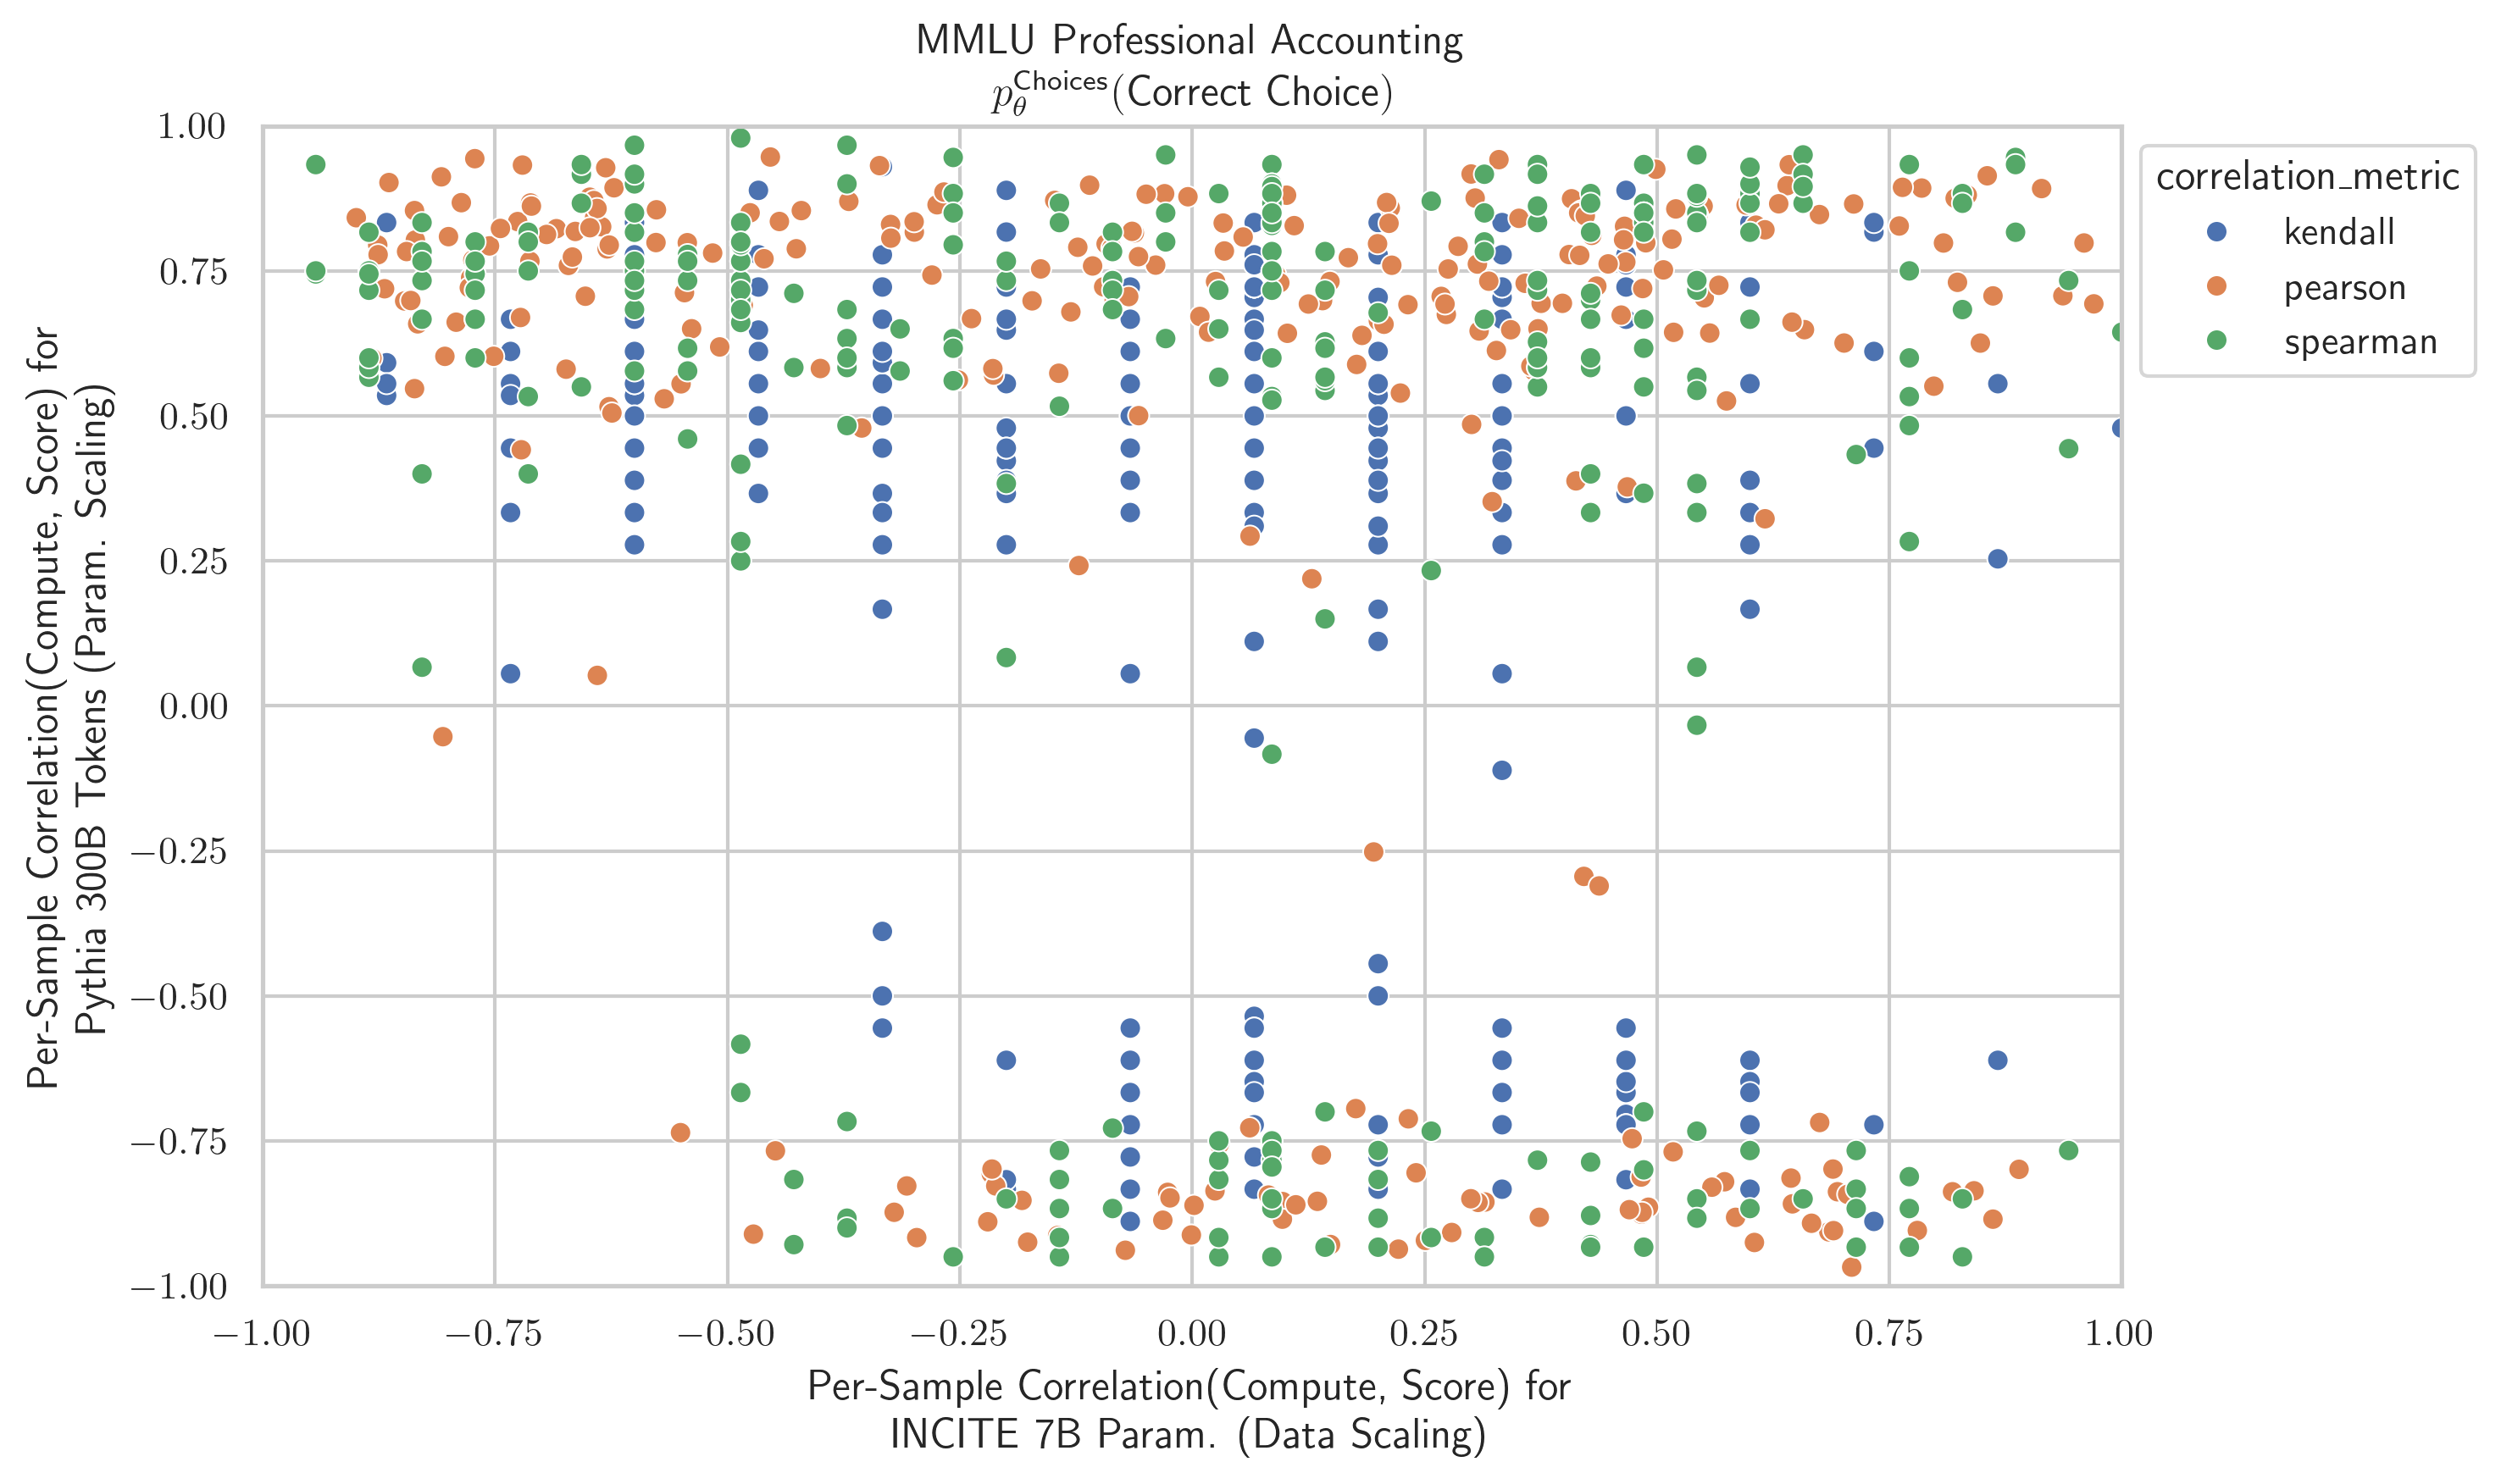 MMLU Professional Accounting
p_θ^Choices(Correct Choice)
1.00
0.75
0.50
0.25
0.00
−0.25
−0.50
−0.75
−1.00
Per-Sample Correlation(Compute, Score) for
Pythia 300B Tokens (Param. Scaling)
−1.00 −0.75 −0.50 −0.25 0.00 0.25 0.50 0.75 1.00
Per-Sample Correlation(Compute, Score) for
INCITE 7B Param. (Data Scaling)
correlation_metric
kendall
pearson
spearman